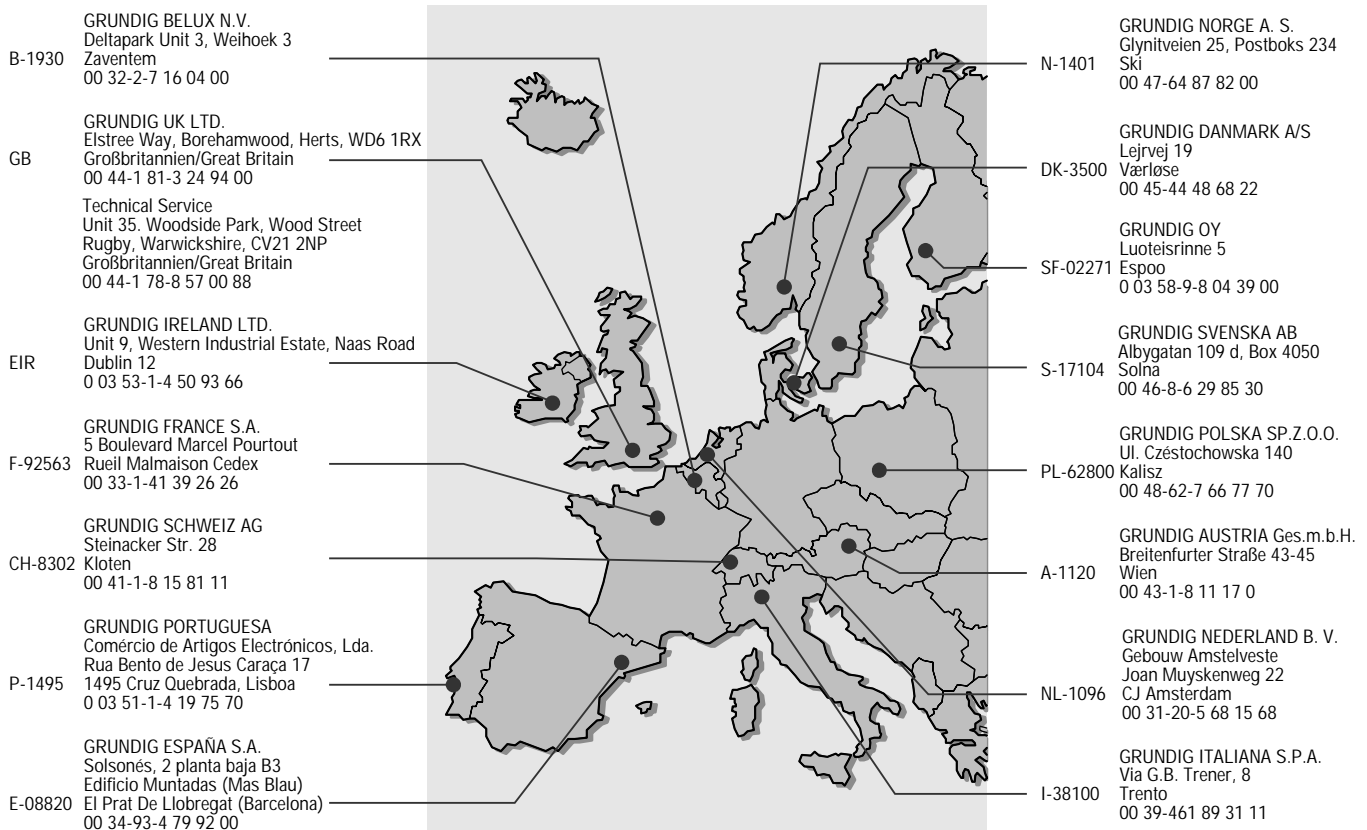 GRUNDIG BELUX N.V.
Deltapark Unit 3, Weihoek 3
B-1930 Zaventem
00 32-2-7 16 04 00
GRUNDIG UK LTD.
Elstree Way, Borehamwood, Herts, WD6 1RX
GB Großbritannien/Great Britain
00 44-1 81-3 24 94 00
Technical Service
Unit 35. Woodside Park, Wood Street
Rugby, Warwickshire, CV21 2NP
Großbritannien/Great Britain
00 44-1 78-8 57 00 88
GRUNDIG IRELAND LTD.
Unit 9, Western Industrial Estate, Naas Road
EIR Dublin 12
0 03 53-1-4 50 93 66
GRUNDIG FRANCE S.A.
5 Boulevard Marcel Pourtout
F-92563 Rueil Malmaison Cedex
00 33-1-41 39 26 26
GRUNDIG SCHWEIZ AG
Steinacker Str. 28
CH-8302 Kloten
00 41-1-8 15 81 11
GRUNDIG PORTUGUESA
Comércio de Artigos Electrónicos, Lda.
Rua Bento de Jesus Caraça 17
P-1495 1495 Cruz Quebrada, Lisboa
0 03 51-1-4 19 75 70
GRUNDIG ESPAÑA S.A.
Solsonés, 2 planta baja B3
Edificio Muntadas (Mas Blau)
E-08820 El Prat De Llobregat (Barcelona)
00 34-93-4 79 92 00
GRUNDIG NORGE A. S.
Glynitveien 25, Postboks 234
N-1401 Ski
00 47-64 87 82 00
GRUNDIG DANMARK A/S
Lejrvej 19
DK-3500 Værløse
00 45-44 48 68 22
GRUNDIG OY
Luoteisrinne 5
SF-02271 Espoo
0 03 58-9-8 04 39 00
GRUNDIG SVENSKA AB
Albygatan 109 d, Box 4050
S-17104 Solna
00 46-8-6 29 85 30
GRUNDIG POLSKA SP.Z.O.O.
Ul. Czéstochowska 140
PL-62800 Kalisz
00 48-62-7 66 77 70
GRUNDIG AUSTRIA Ges.m.b.H.
Breitenfurter Straße 43-45
A-1120 Wien
00 43-1-8 11 17 0
GRUNDIG NEDERLAND B. V.
Gebouw Amstelveste
Joan Muyskenweg 22
NL-1096 CJ Amsterdam
00 31-20-5 68 15 68
GRUNDIG ITALIANA S.P.A.
Via G.B. Trener, 8
I-38100 Trento
00 39-461 89 31 11